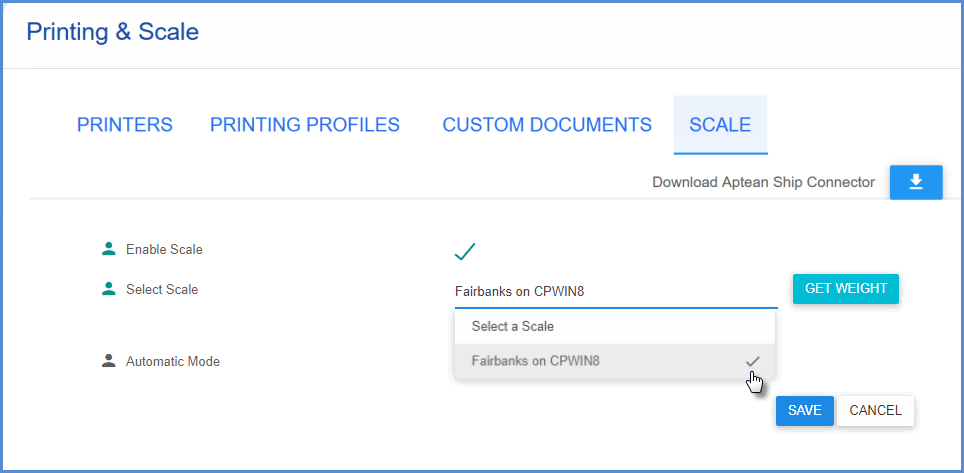 Printing & Scale
PRINTERS PRINTING PROFILES CUSTOM DOCUMENTS SCALE
Download Aptean Ship Connector
Enable Scale
Select Scale Fairbanks on CPWIN8 GET WEIGHT
Select a Scale
Fairbanks on CPWIN8
Automatic Mode
SAVE CANCEL